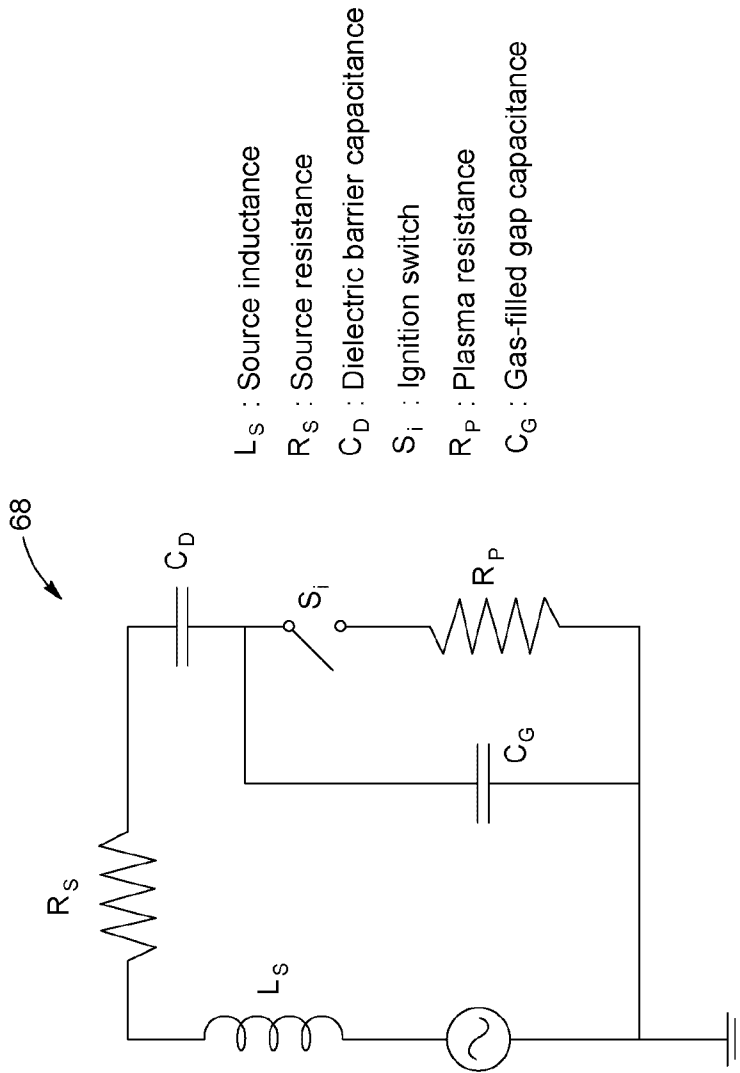 68
R_S
L_S
C_D
S_i
C_G
R_P
L_S : Source inductance
R_S : Source resistance
C_D : Dielectric barrier capacitance
S_i : Ignition switch
R_P : Plasma resistance
C_G : Gas-filled gap capacitance